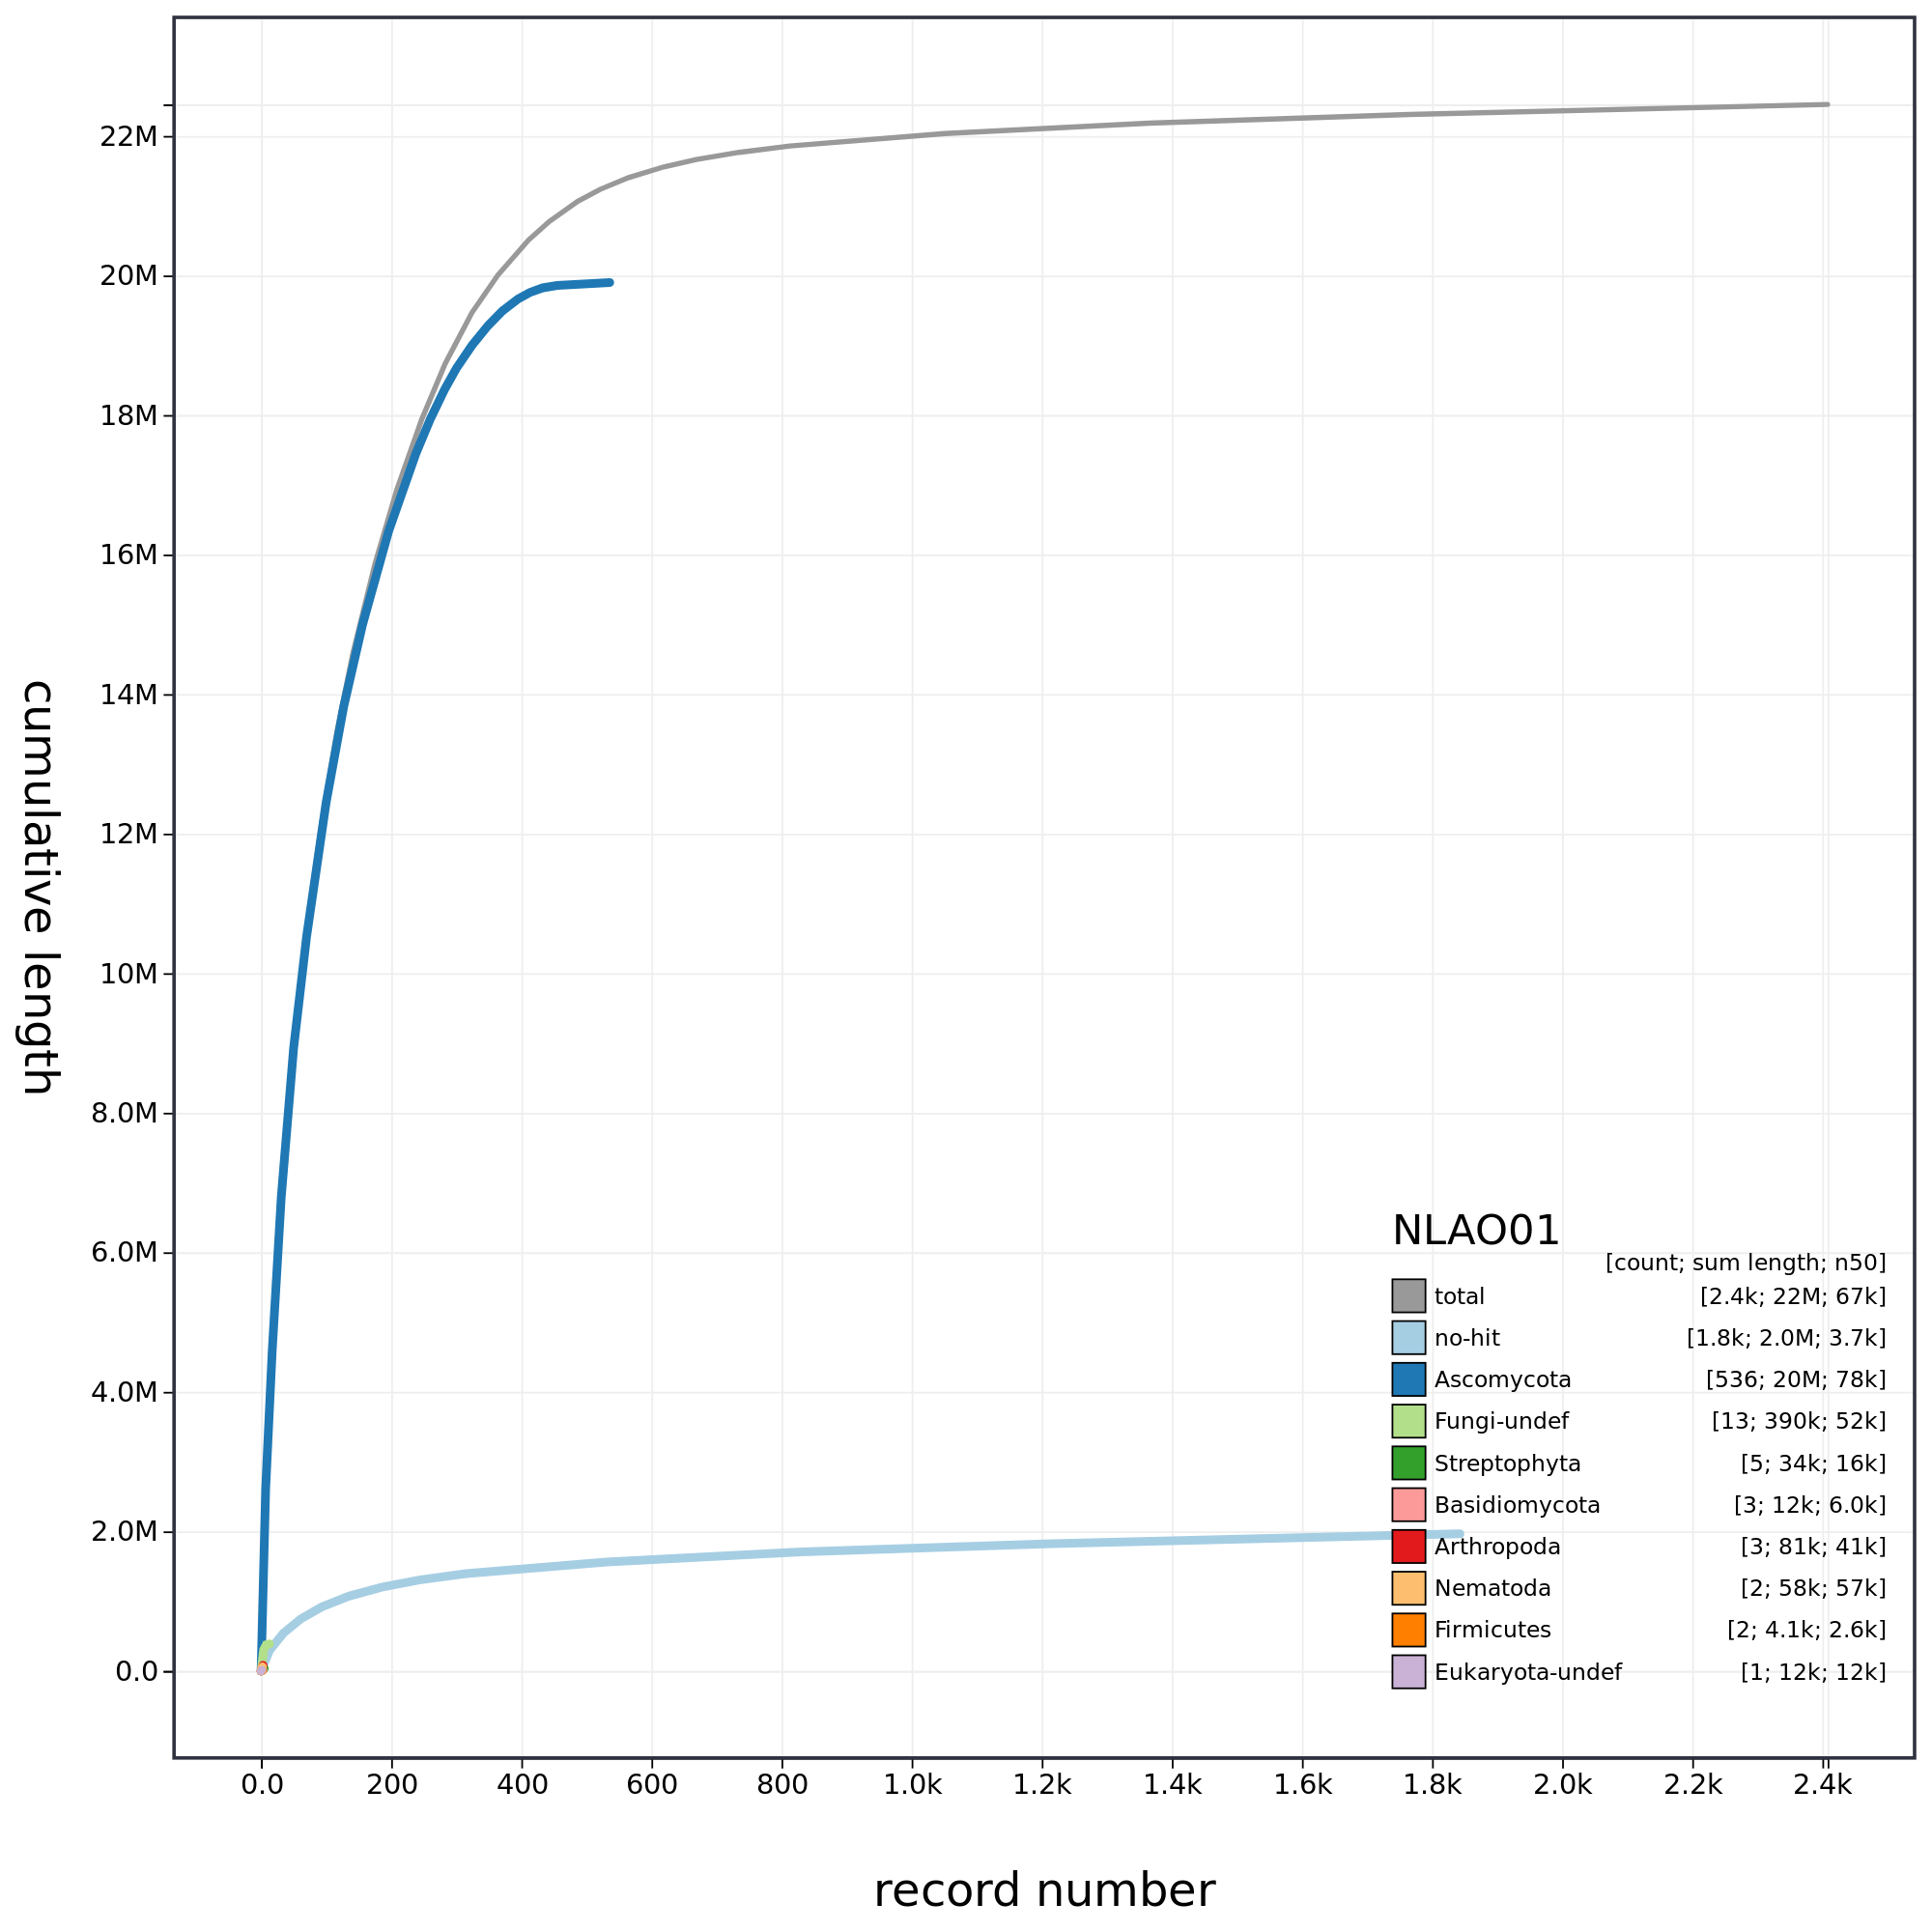 22M
20M
18M
16M
14M
12M
10M
8.0M
6.0M
4.0M
2.0M
0.0
cumulative length
NLAO01
[count; sum length; n50]
total [2.4k; 22M; 67k]
no-hit [1.8k; 2.0M; 3.7k]
Ascomycota [536; 20M; 78k]
Fungi-undef [13; 390k; 52k]
Streptophyta [5; 34k; 16k]
Basidiomycota [3; 12k; 6.0k]
Arthropoda [3; 81k; 41k]
Nematoda [2; 58k; 57k]
Firmicutes [2; 4.1k; 2.6k]
Eukaryota-undef [1; 12k; 12k]
0.0 200 400 600 800 1.0k 1.2k 1.4k 1.6k 1.8k 2.0k 2.2k 2.4k
record number